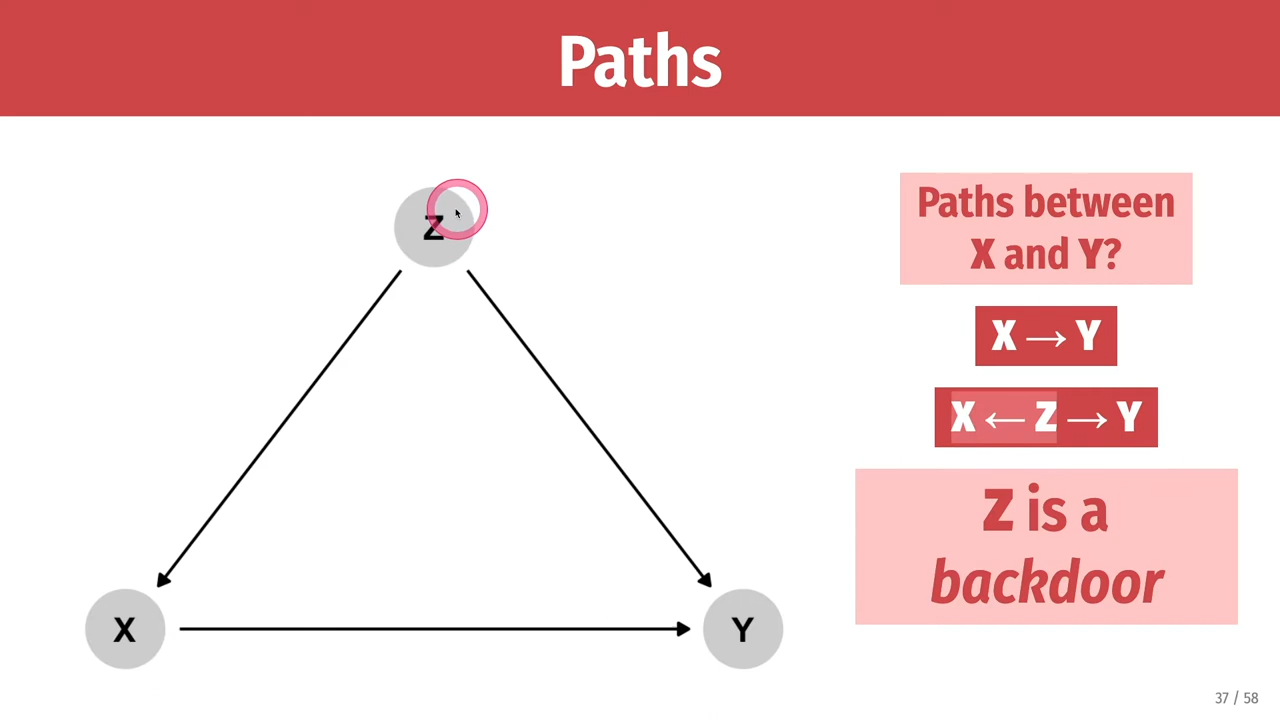 Paths
Z
X
Y
Paths between
X and Y?
X → Y
X ← Z → Y
Z is a
backdoor
37 / 58